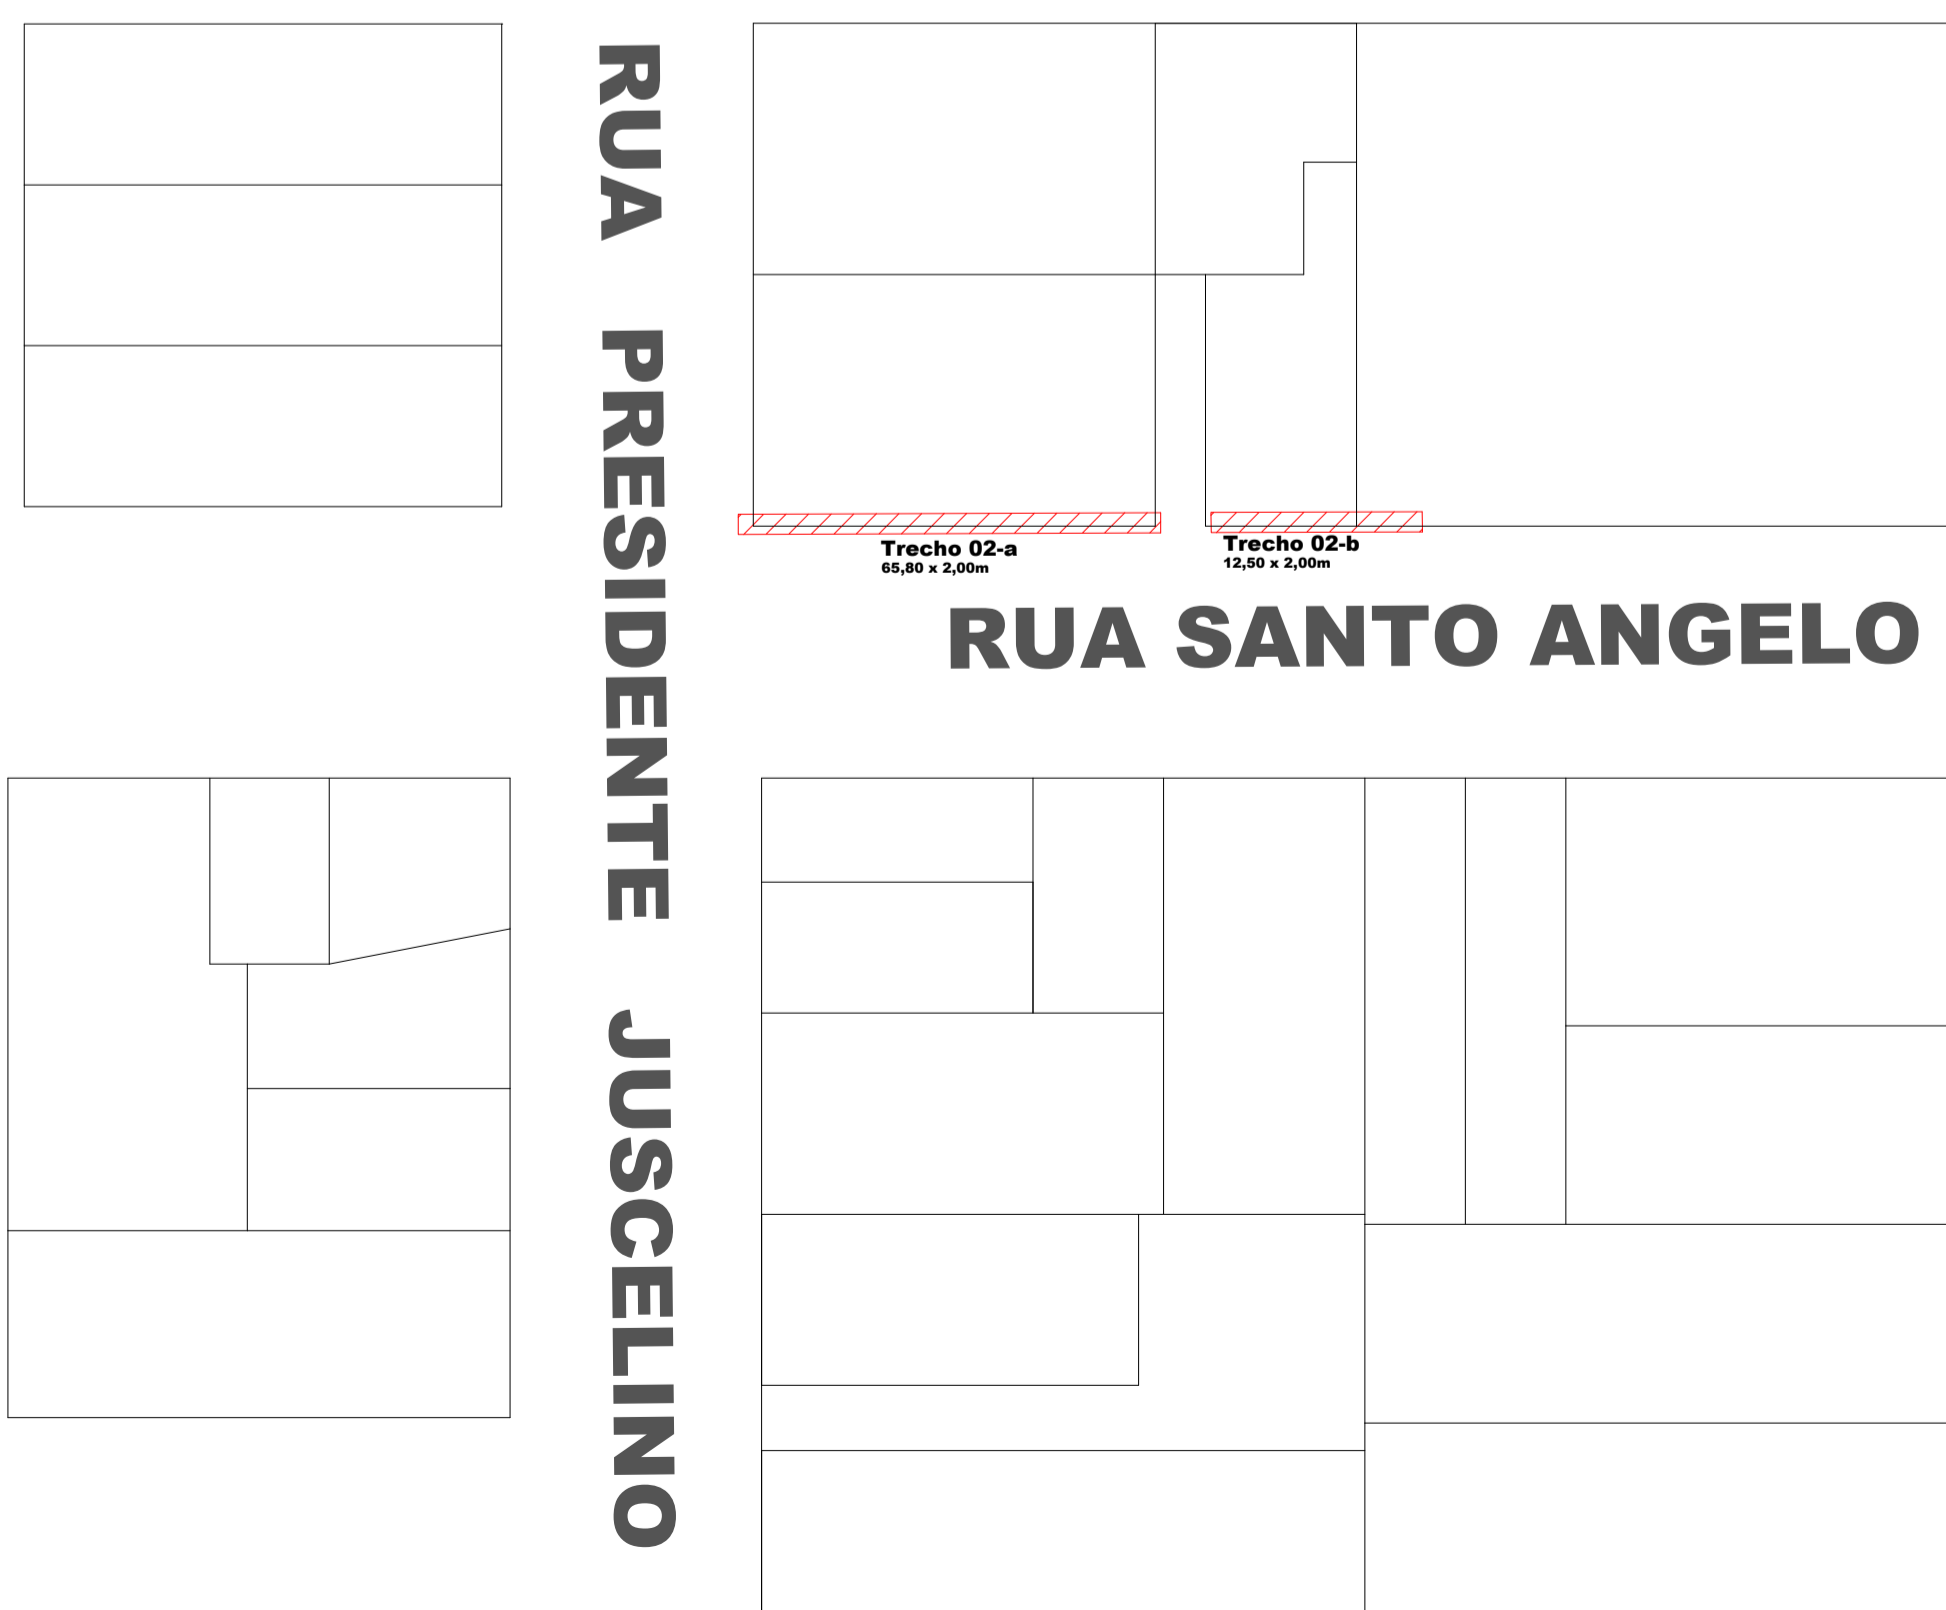 RUA PRESIDENTE JUSCELINO
Trecho 02-a
65,80 x 2,00m
Trecho 02-b
12,50 x 2,00m
RUA SANTO ANGELO